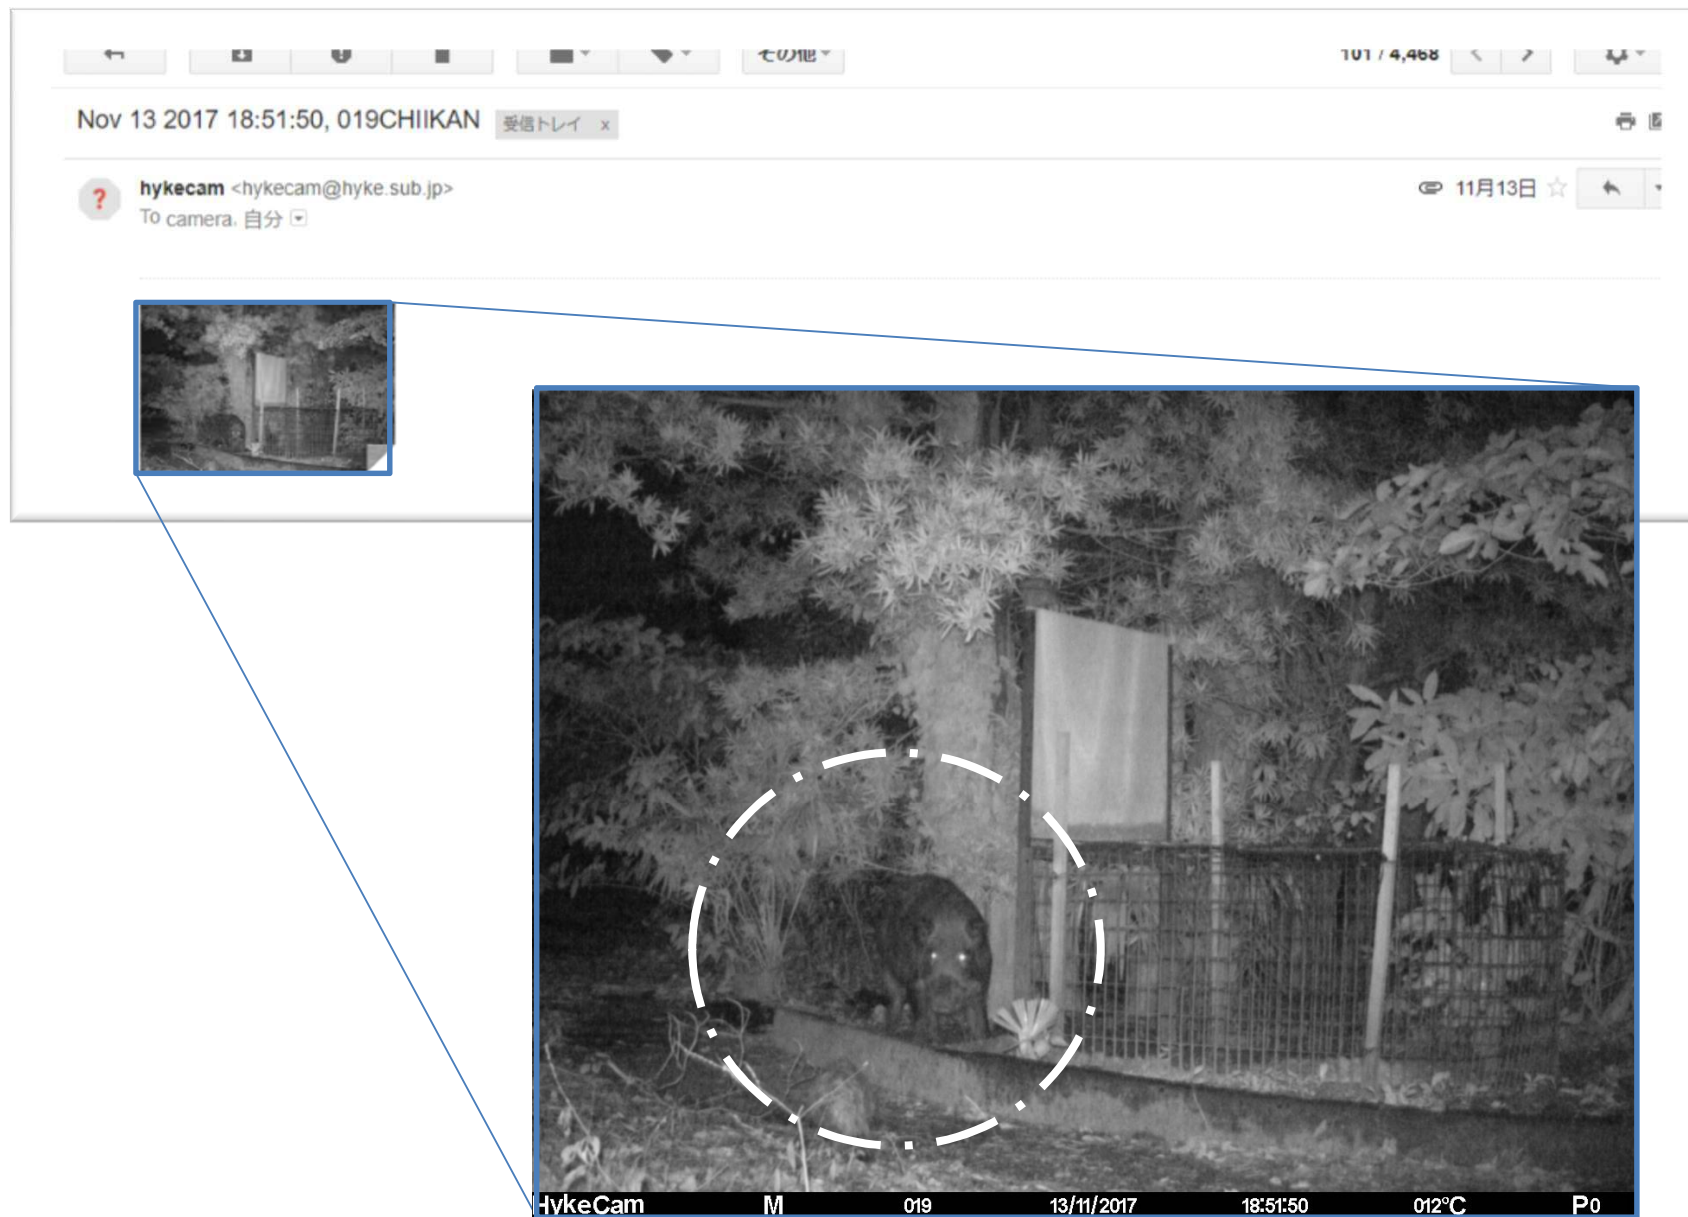 その他
101 / 4,468
Nov 13 2017 18:51:50, 019CHIIKAN 受信トレイ x
hykecam <hykecam@hyke.sub.jp> 11月13日
To camera, 自分
HykeCam M 019 13/11/2017 18:51:50 012°C P0